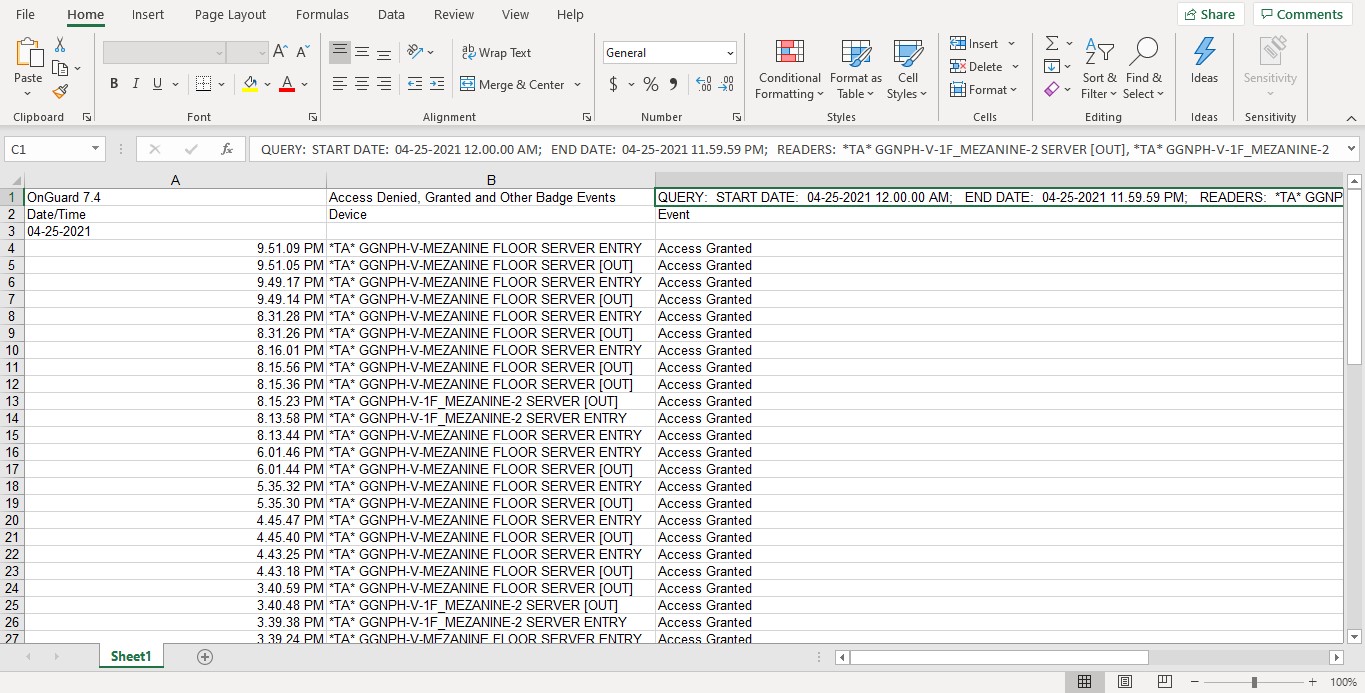 File Home Insert Page Layout Formulas Data Review View Help Share Comments
General
Wrap Text
Insert
Delete
Format
Paste
B I U A
Merge & Center
$ % 9
Conditional Formatting
Format as Table
Cell Styles
Sort & Filter
Find & Select
Ideas
Sensitivity
Clipboard Font Alignment Number Styles Cells Editing Ideas Sensitivity
C1 fx QUERY: START DATE: 04-25-2021 12.00.00 AM; END DATE: 04-25-2021 11.59.59 PM; READERS: *TA* GGNPH-V-1F_MEZANINE-2 SERVER [OUT], *TA* GGNPH-V-1F_MEZANINE-2
A B
1 OnGuard 7.4 Access Denied, Granted and Other Badge Events QUERY: START DATE: 04-25-2021 12.00.00 AM; END DATE: 04-25-2021 11.59.59 PM; READERS: *TA* GGNP
2 Date/Time Device Event
3 04-25-2021
4 9.51.09 PM *TA* GGNPH-V-MEZANINE FLOOR SERVER ENTRY Access Granted
5 9.51.05 PM *TA* GGNPH-V-MEZANINE FLOOR SERVER [OUT] Access Granted
6 9.49.17 PM *TA* GGNPH-V-MEZANINE FLOOR SERVER ENTRY Access Granted
7 9.49.14 PM *TA* GGNPH-V-MEZANINE FLOOR SERVER [OUT] Access Granted
8 8.31.28 PM *TA* GGNPH-V-MEZANINE FLOOR SERVER ENTRY Access Granted
9 8.31.26 PM *TA* GGNPH-V-MEZANINE FLOOR SERVER [OUT] Access Granted
10 8.16.01 PM *TA* GGNPH-V-MEZANINE FLOOR SERVER ENTRY Access Granted
11 8.15.56 PM *TA* GGNPH-V-MEZANINE FLOOR SERVER [OUT] Access Granted
12 8.15.36 PM *TA* GGNPH-V-MEZANINE FLOOR SERVER [OUT] Access Granted
13 8.15.23 PM *TA* GGNPH-V-1F_MEZANINE-2 SERVER [OUT] Access Granted
14 8.13.58 PM *TA* GGNPH-V-1F_MEZANINE-2 SERVER ENTRY Access Granted
15 8.13.44 PM *TA* GGNPH-V-MEZANINE FLOOR SERVER ENTRY Access Granted
16 6.01.46 PM *TA* GGNPH-V-MEZANINE FLOOR SERVER ENTRY Access Granted
17 6.01.44 PM *TA* GGNPH-V-MEZANINE FLOOR SERVER [OUT] Access Granted
18 5.35.32 PM *TA* GGNPH-V-MEZANINE FLOOR SERVER ENTRY Access Granted
19 5.35.30 PM *TA* GGNPH-V-MEZANINE FLOOR SERVER [OUT] Access Granted
20 4.45.47 PM *TA* GGNPH-V-MEZANINE FLOOR SERVER ENTRY Access Granted
21 4.45.40 PM *TA* GGNPH-V-MEZANINE FLOOR SERVER [OUT] Access Granted
22 4.43.25 PM *TA* GGNPH-V-MEZANINE FLOOR SERVER ENTRY Access Granted
23 4.43.18 PM *TA* GGNPH-V-MEZANINE FLOOR SERVER [OUT] Access Granted
24 3.40.59 PM *TA* GGNPH-V-MEZANINE FLOOR SERVER [OUT] Access Granted
25 3.40.48 PM *TA* GGNPH-V-1F_MEZANINE-2 SERVER [OUT] Access Granted
26 3.39.38 PM *TA* GGNPH-V-1F_MEZANINE-2 SERVER ENTRY Access Granted
27 3.39.24 PM *TA* GGNPH-V-MEZANINE FLOOR SERVER ENTRY Access Granted
Sheet1
100%